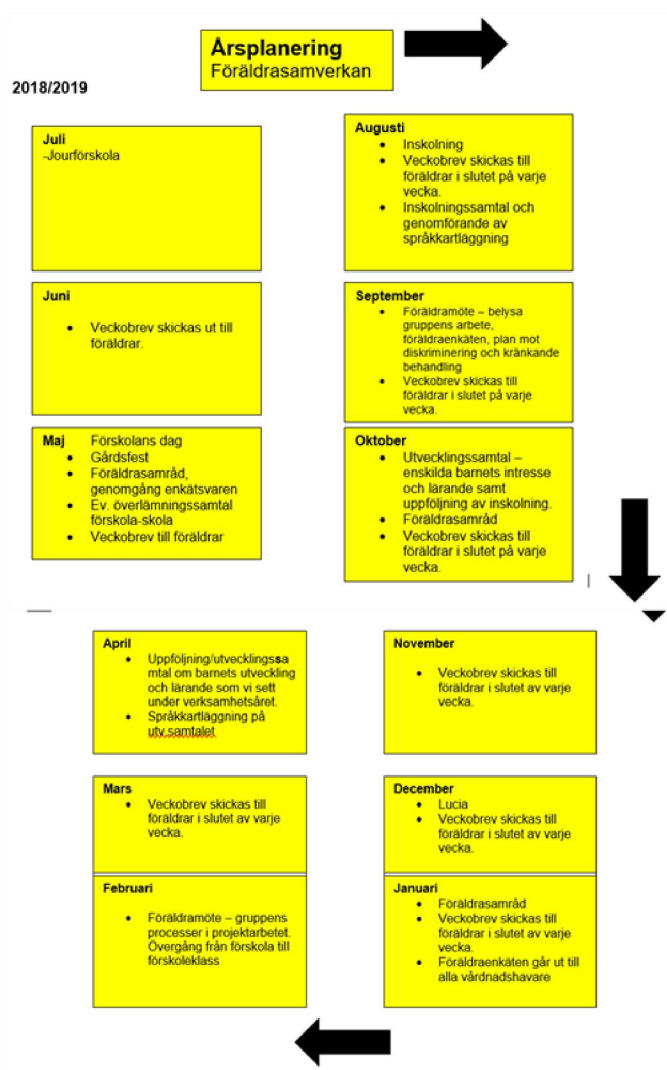 Årsplanering
Föräldrasamverkan
2018/2019
Juli
-Jourförskola
Augusti
• Inskolning
• Veckobrev skickas till
föräldrar i slutet på varje
vecka.
• Inskolningssamtal och
genomförande av
språkkartläggning
Juni
• Veckobrev skickas ut till
föräldrar.
September
• Föräldramöte – belysa
gruppens arbete,
föräldraenkäten, plan mot
diskriminering och kränkande
behandling
• Veckobrev skickas till
föräldrar i slutet på varje
vecka.
Maj Förskolans dag
• Gårdsfest
• Föräldrasamråd,
genomgång enkätsvaren
• Ev. överlämningssamtal
förskola-skola
• Veckobrev till föräldrar
Oktober
• Utvecklingssamtal –
enskilda barnets intresse
och lärande samt
uppföljning av inskolning.
• Föräldrasamråd
• Veckobrev skickas till
föräldrar i slutet på varje
vecka.
April
• Uppföljning/utvecklingssa
mtal om barnets utveckling
och lärande som vi sett
under verksamhetsåret.
• Språkkartläggning på
utv.samtalet
November
• Veckobrev skickas till
föräldrar i slutet av varje
vecka.
Mars
• Veckobrev skickas till
föräldrar i slutet av varje
vecka.
December
• Lucia
• Veckobrev skickas till
föräldrar i slutet av varje
vecka.
Februari
• Föräldramöte – gruppens
processer i projektarbetet.
Övergång från förskola till
förskoleklass
Januari
• Föräldrasamråd
• Veckobrev skickas till
föräldrar i slutet av varje
vecka.
• Föräldraenkäten går ut till
alla vårdnadshavare